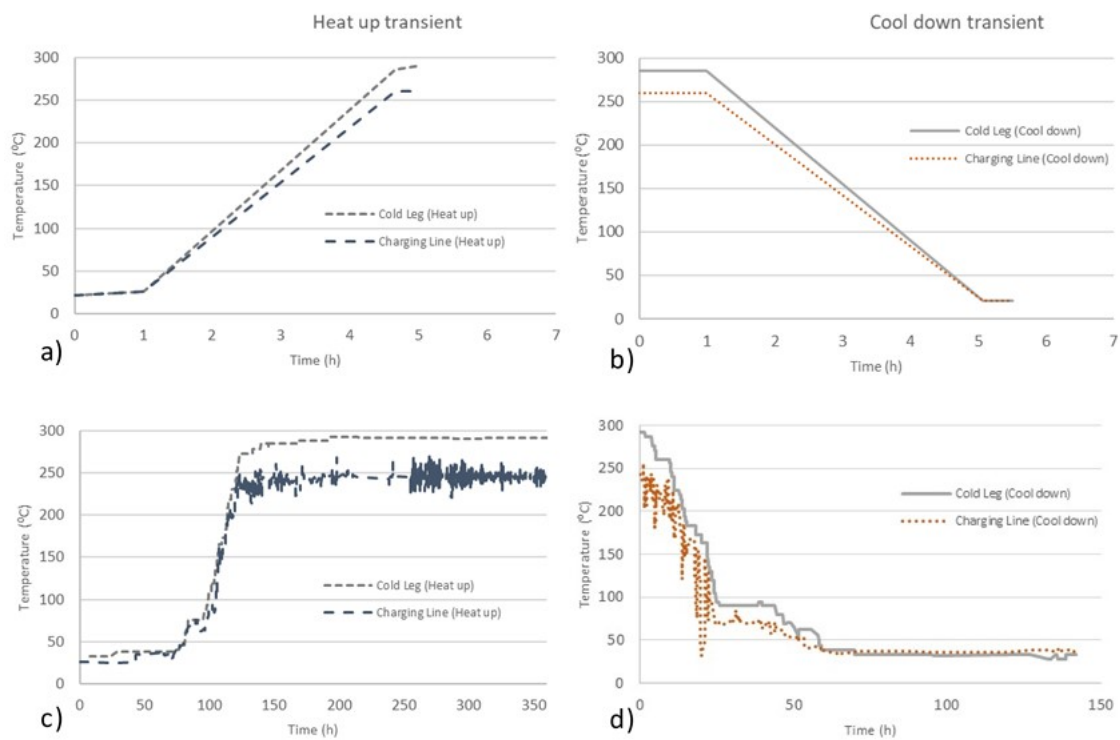 Heat up transient
300
250
200
150
100
50
0
Temperature (⁰C)
Cold Leg (Heat up)
Charging Line (Heat up)
0 1 2 3 4 5 6 7
Time (h)
a)
Cool down transient
300
250
200
150
100
50
0
Temperature (⁰C)
Cold Leg (Cool down)
Charging Line (Cool down)
0 1 2 3 4 5 6 7
Time (h)
b)
300
250
200
150
100
50
0
Temperature (⁰C)
Cold Leg (Heat up)
Charging Line (Heat up)
0 50 100 150 200 250 300 350
Time (h)
c)
300
250
200
150
100
50
0
Temperature (⁰C)
Cold Leg (Cool down)
Charging Line (Cool down)
0 50 100 150
Time (h)
d)